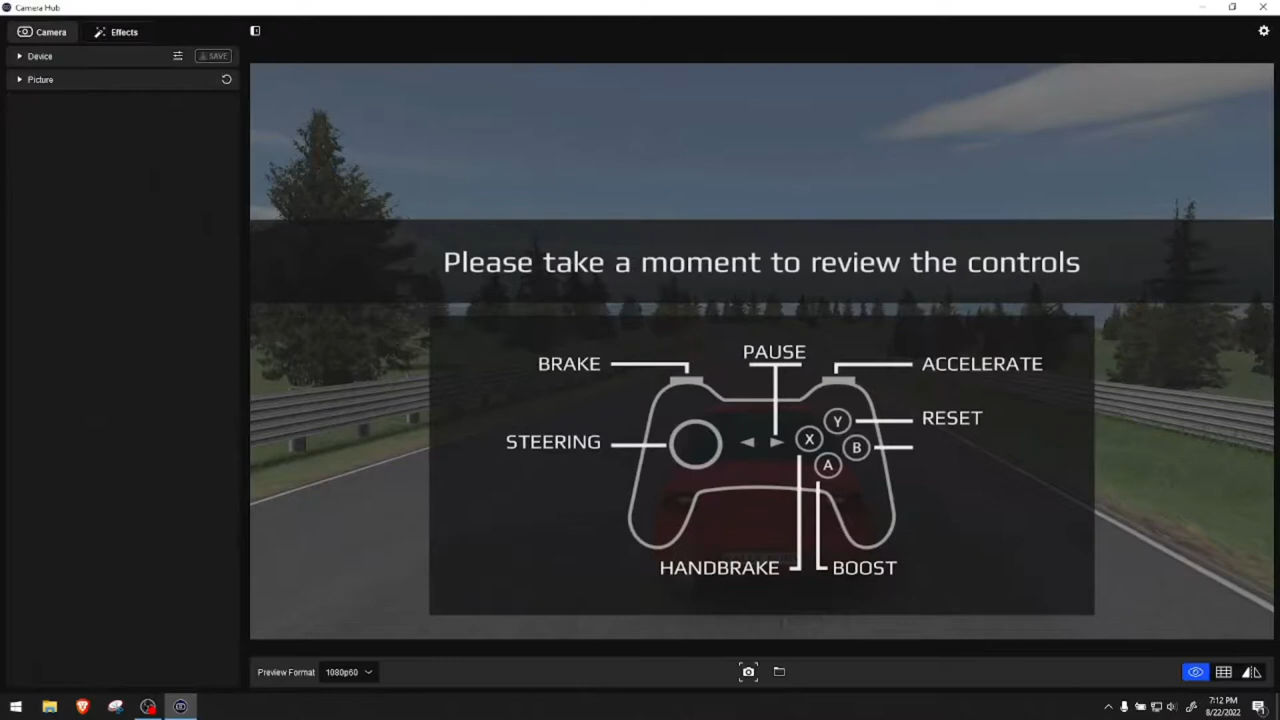 Camera Hub
Camera
Effects
Device
SAVE
Picture
Please take a moment to review the controls
PAUSE
BRAKE
ACCELERATE
RESET
Y
STEERING
X
B
A
HANDBRAKE
BOOST
Preview Format
1080p60
7:12 PM
8/22/2022